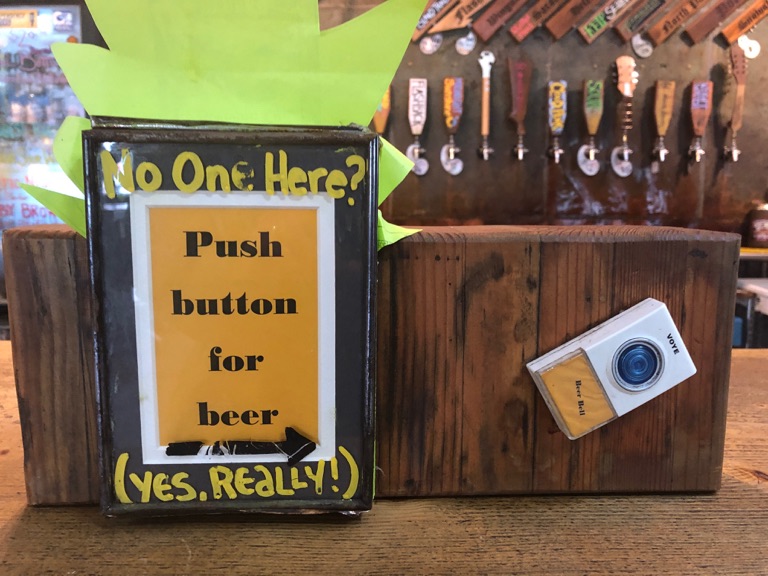 No One Here?
Push
button
for
beer
(YES, REALLY!)
VOYE
Beer Bell